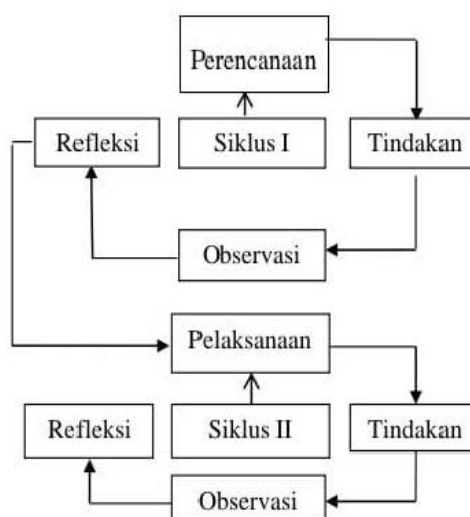 Perencanaan
Refleksi
Siklus I
Tindakan
Observasi
Pelaksanaan
Refleksi
Siklus II
Tindakan
Observasi